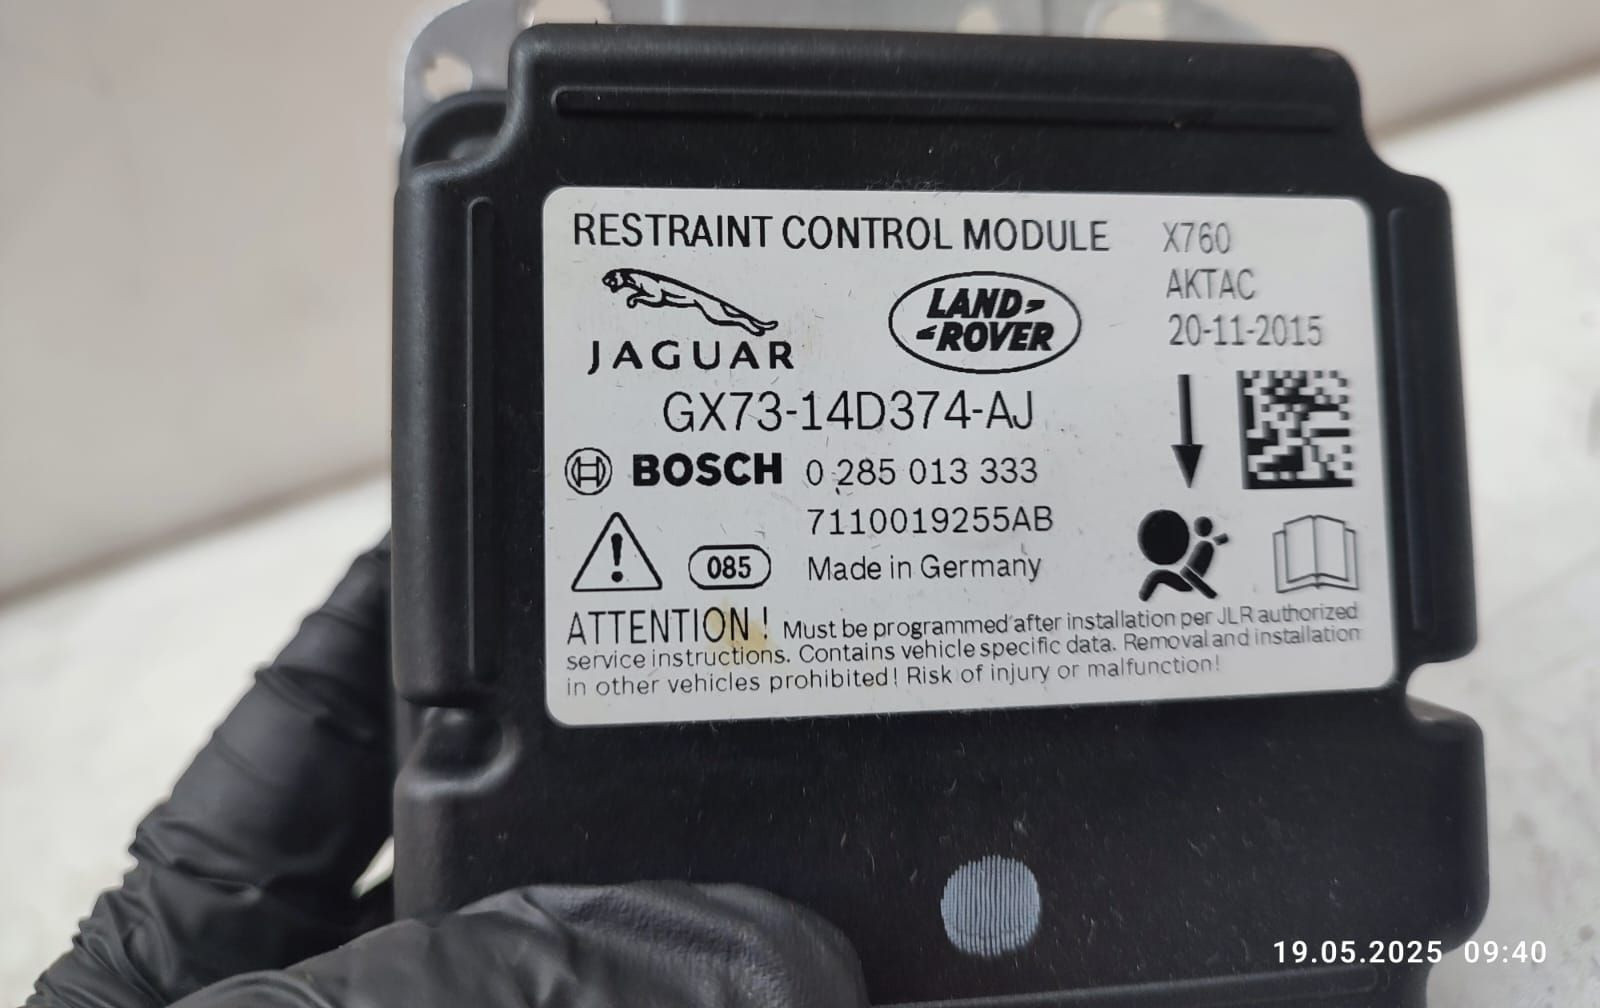 RESTRAINT CONTROL MODULE
X760
AKTAC
20-11-2015
JAGUAR
LAND-
-ROVER
GX73-14D374-AJ
BOSCH 0 285 013 333
7110019255AB
085
Made in Germany
ATTENTION! Must be programmed after installation per JLR authorized
service instructions. Contains vehicle specific data. Removal and installation
in other vehicles prohibited! Risk of injury or malfunction!
19.05.2025 09:40